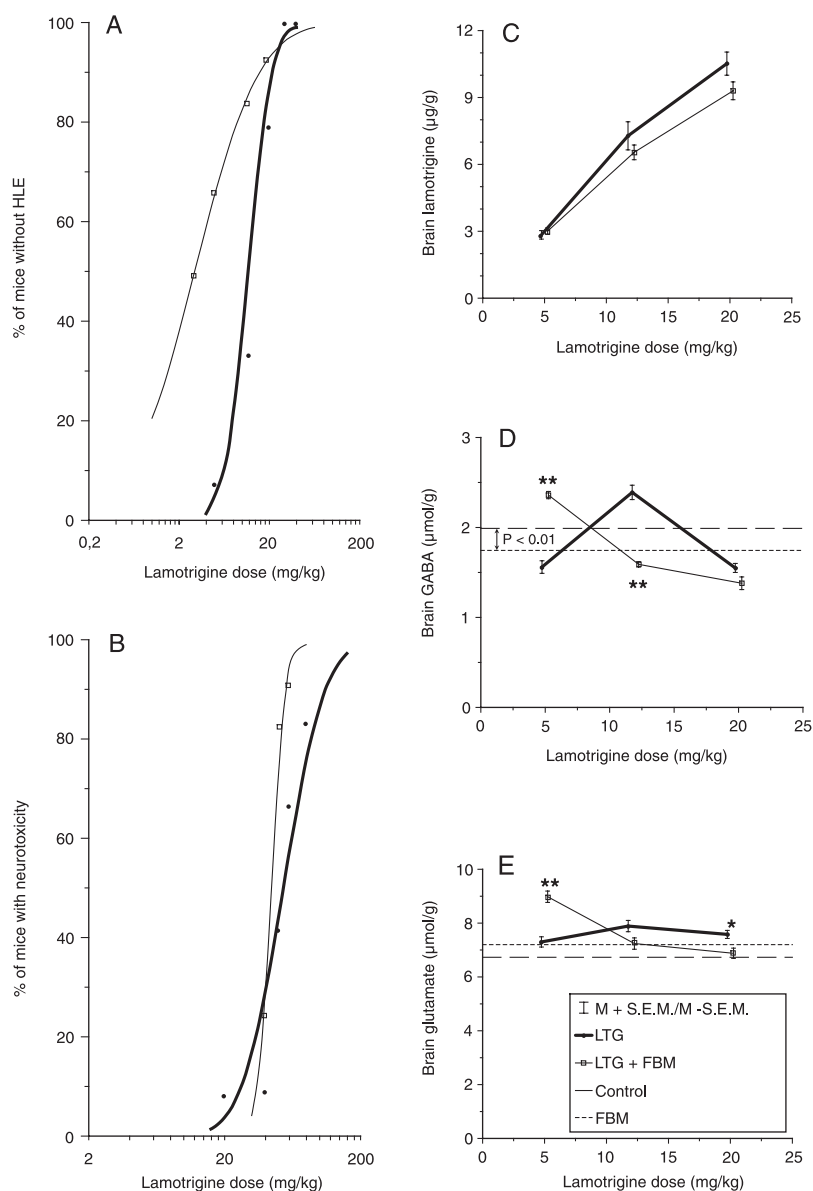 A
100
80
60
40
20
0
% of mice without HLE
0,2
2
20
200
Lamotrigine dose (mg/kg)
B
100
80
60
40
20
0
% of mice with neurotoxicity
2
20
200
Lamotrigine dose (mg/kg)
C
12
9
6
3
0
Brain lamotrigine (µg/g)
0
5
10
15
20
25
Lamotrigine dose (mg/kg)
D
3
2
1
0
Brain GABA (µmol/g)
**
P < 0.01
**
0
5
10
15
20
25
Lamotrigine dose (mg/kg)
E
10
8
6
4
2
0
Brain glutamate (µmol/g)
**
*
M + S.E.M./M -S.E.M.
LTG
LTG + FBM
Control
FBM
0
5
10
15
20
25
Lamotrigine dose (mg/kg)